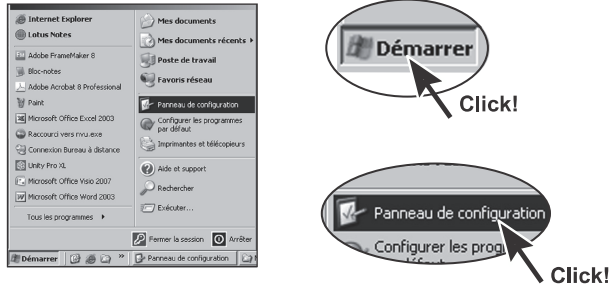 Internet Explorer
Lotus Notes
Adobe FrameMaker 8
Bloc-notes
Adobe Acrobat 8 Professional
Paint
Microsoft Office Excel 2003
Raccourci vers nvu.exe
Connexion Bureau à distance
Unity Pro XL
Microsoft Office Visio 2007
Microsoft Office Word 2003
Tous les programmes
Mes documents
Mes documents récents
Poste de travail
Favoris réseau
Panneau de configuration
Configurer les programmes
par défaut
Imprimantes et télécopieurs
Aide et support
Rechercher
Exécuter...
Fermer la session
Arrêter
Démarrer
Panneau de configuration
Démarrer
Click!
Panneau de configuration
Configurer les prog
Click!